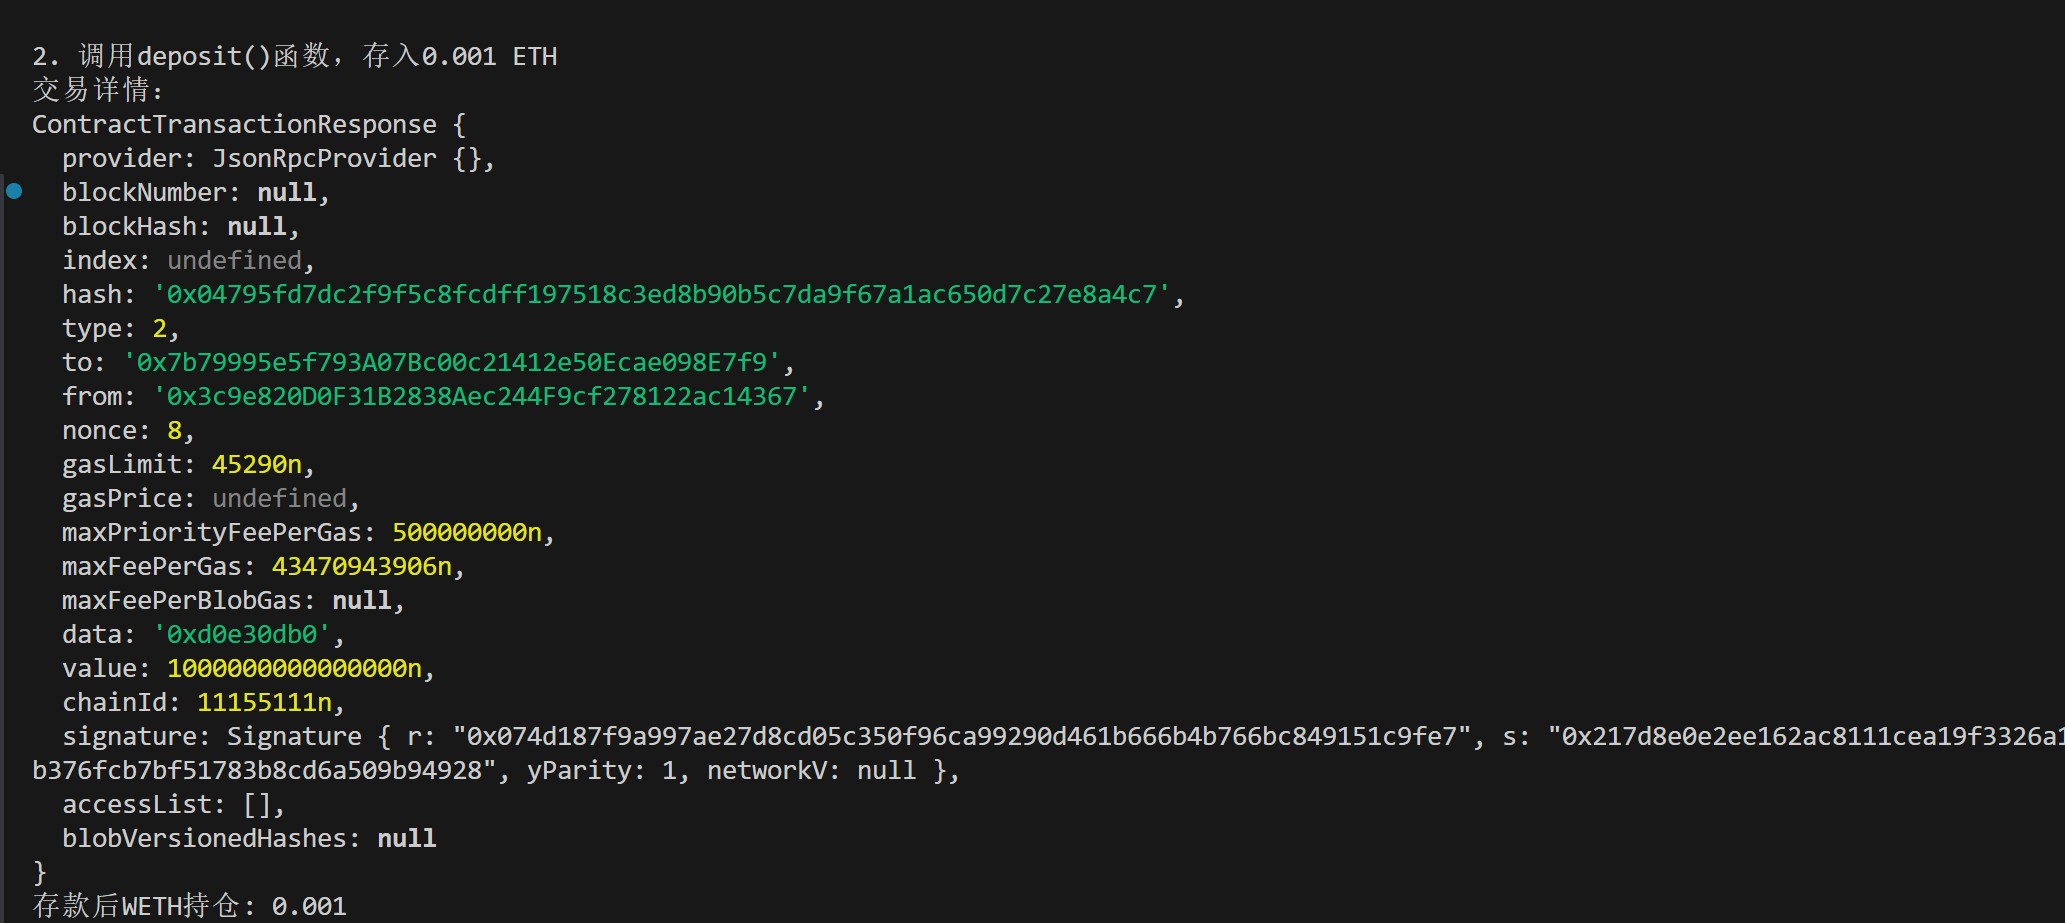 2. 调用deposit()函数，存入0.001 ETH
交易详情：
ContractTransactionResponse {
  provider: JsonRpcProvider {},
  blockNumber: null,
  blockHash: null,
  index: undefined,
  hash: '0x04795fd7dc2f9f5c8fcdff197518c3ed8b90b5c7da9f67a1ac650d7c27e8a4c7',
  type: 2,
  to: '0x7b79995e5f793A07Bc00c21412e50Ecae098E7f9',
  from: '0x3c9e820D0F31B2838Aec244F9cf278122ac14367',
  nonce: 8,
  gasLimit: 45290n,
  gasPrice: undefined,
  maxPriorityFeePerGas: 500000000n,
  maxFeePerGas: 43470943906n,
  maxFeePerBlobGas: null,
  data: '0xd0e30db0',
  value: 1000000000000000n,
  chainId: 11155111n,
  signature: Signature { r: "0x074d187f9a997ae27d8cd05c350f96ca99290d461b666b4b766bc849151c9fe7", s: "0x217d8e0e2ee162ac8111cea19f3326a1
b376fcb7bf51783b8cd6a509b94928", yParity: 1, networkV: null },
  accessList: [],
  blobVersionedHashes: null
}
存款后WETH持仓: 0.001